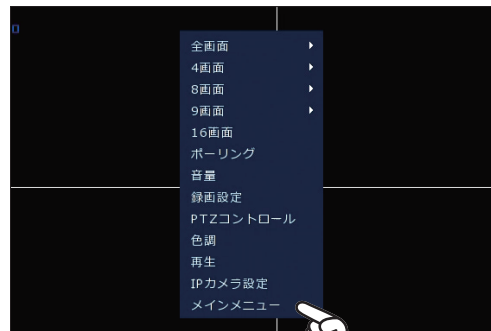 全画面
4画面
8画面
9画面
16画面
ポーリング
音量
録画設定
PTZコントロール
色調
再生
IPカメラ設定
メインメニュー